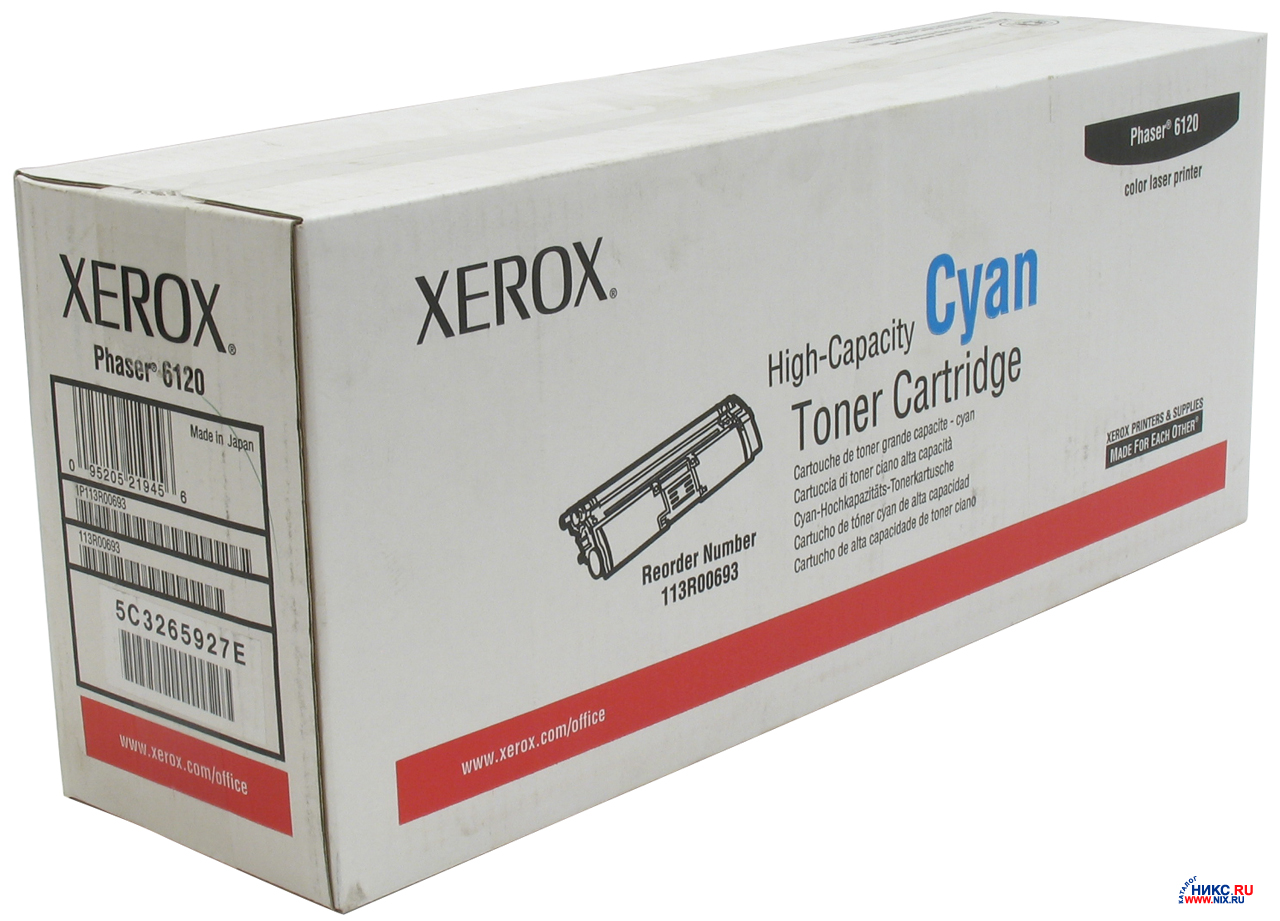 XEROX®
Phaser® 6120
Made in Japan
0 95205 21945 6
1P113R00693
113R00693
5C3265927E
www.xerox.com/office
Phaser® 6120
color laser printer
XEROX®
High-Capacity Cyan
Toner Cartridge
Cartouche de toner grande capacite - cyan
Cartuccia di toner ciano alta capacità
Cyan-Hochkapazitäts-Tonerkartusche
Cartucho de tóner cyan de alta capacidad
Cartucho de alta capacidade de toner ciano
Reorder Number
113R00693
XEROX PRINTERS & SUPPLIES
MADE FOR EACH OTHER®
www.xerox.com/office
КАТАЛОГ
НИКС.RU
WWW.NIX.RU